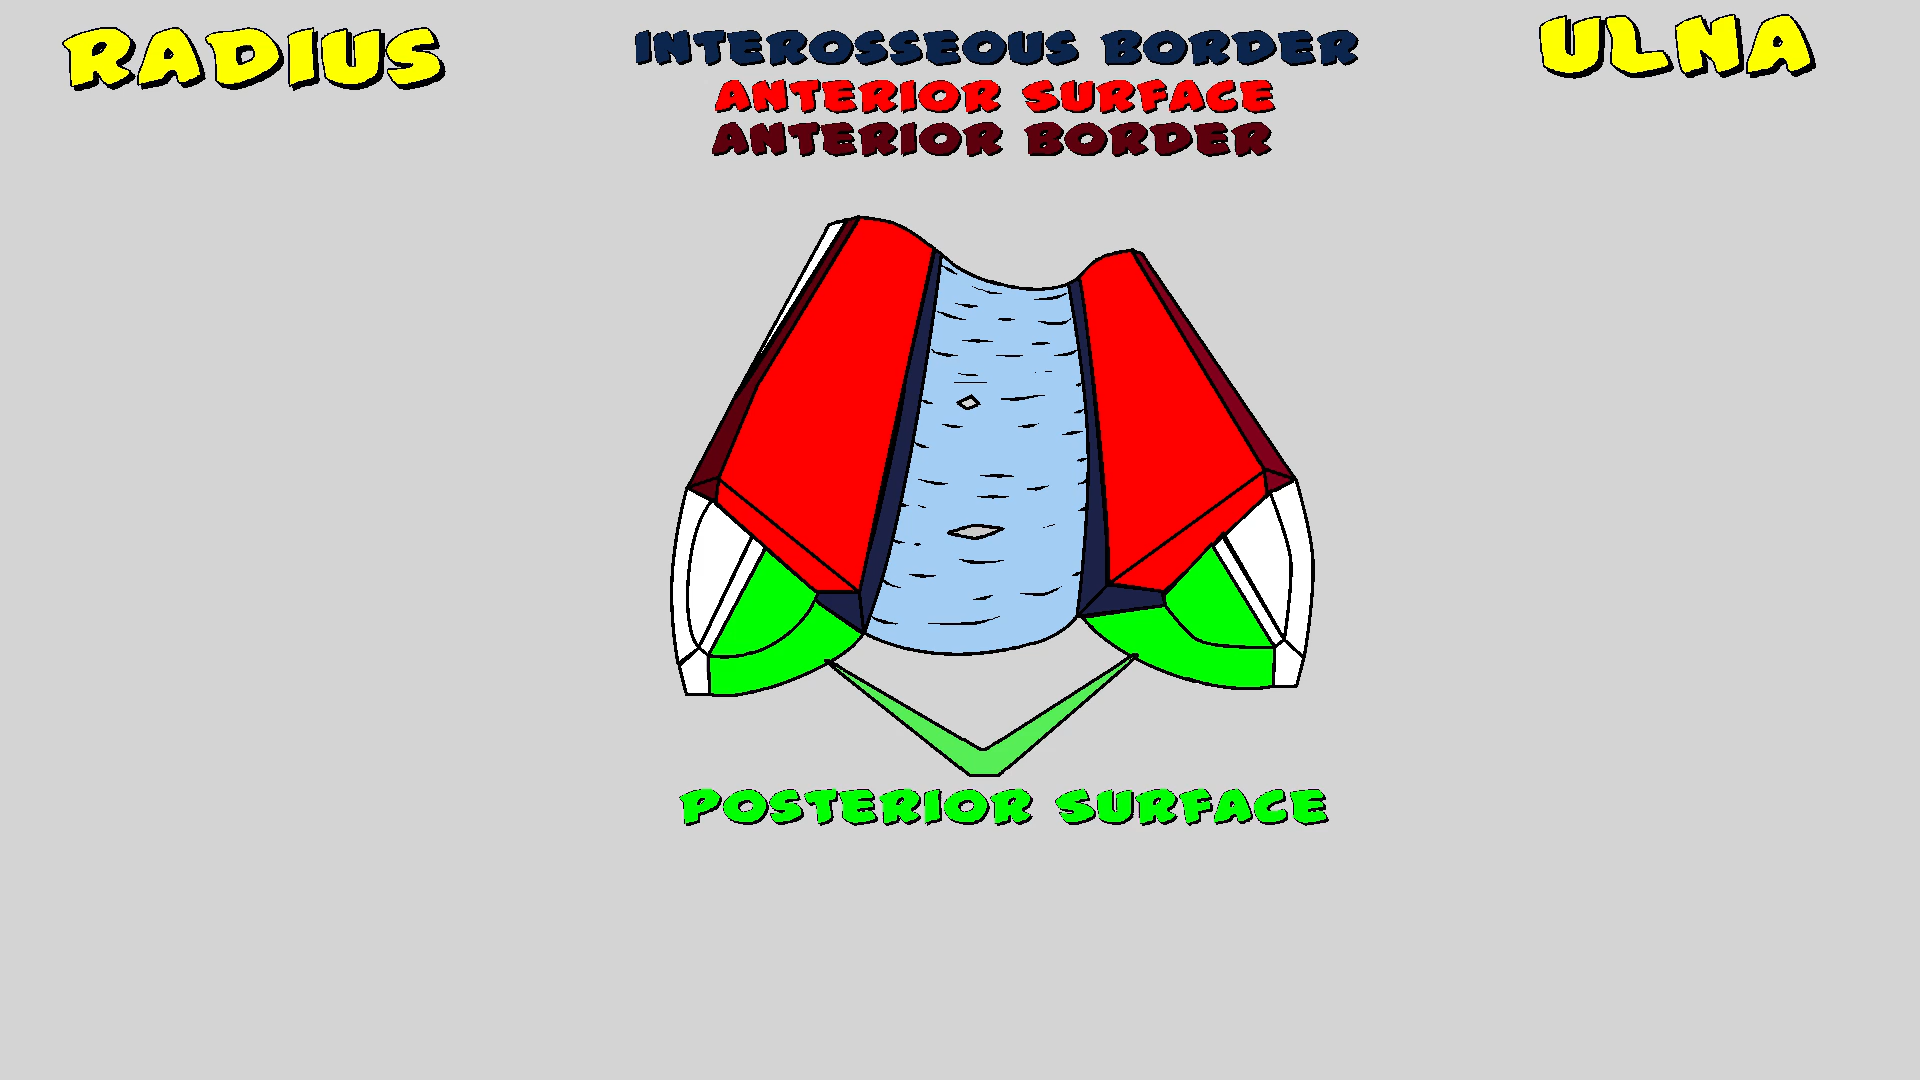 RADIUS
INTEROSSEOUS BORDER
ULNA
ANTERIOR SURFACE
ANTERIOR BORDER
POSTERIOR SURFACE